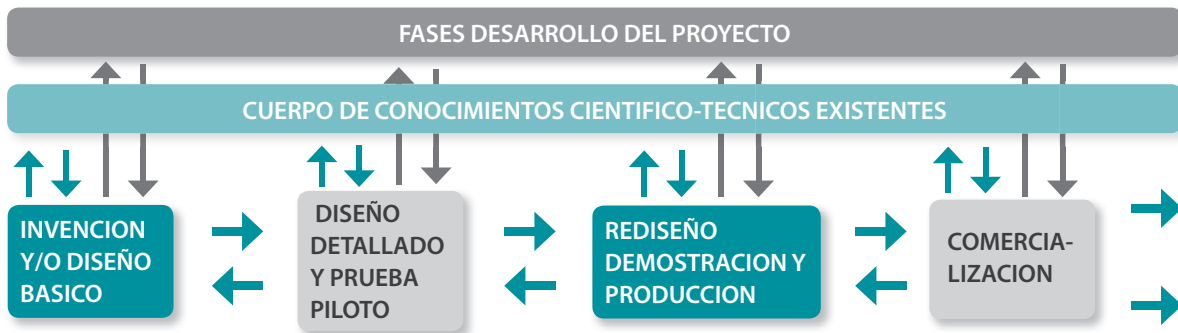 FASES DESARROLLO DEL PROYECTO
CUERPO DE CONOCIMIENTOS CIENTIFICO-TECNICOS EXISTENTES
INVENCION
Y/O DISEÑO
BASICO
DISEÑO
DETALLADO
Y PRUEBA
PILOTO
REDISEÑO
DEMOSTRACION Y
PRODUCCION
COMERCIA-
LIZACION